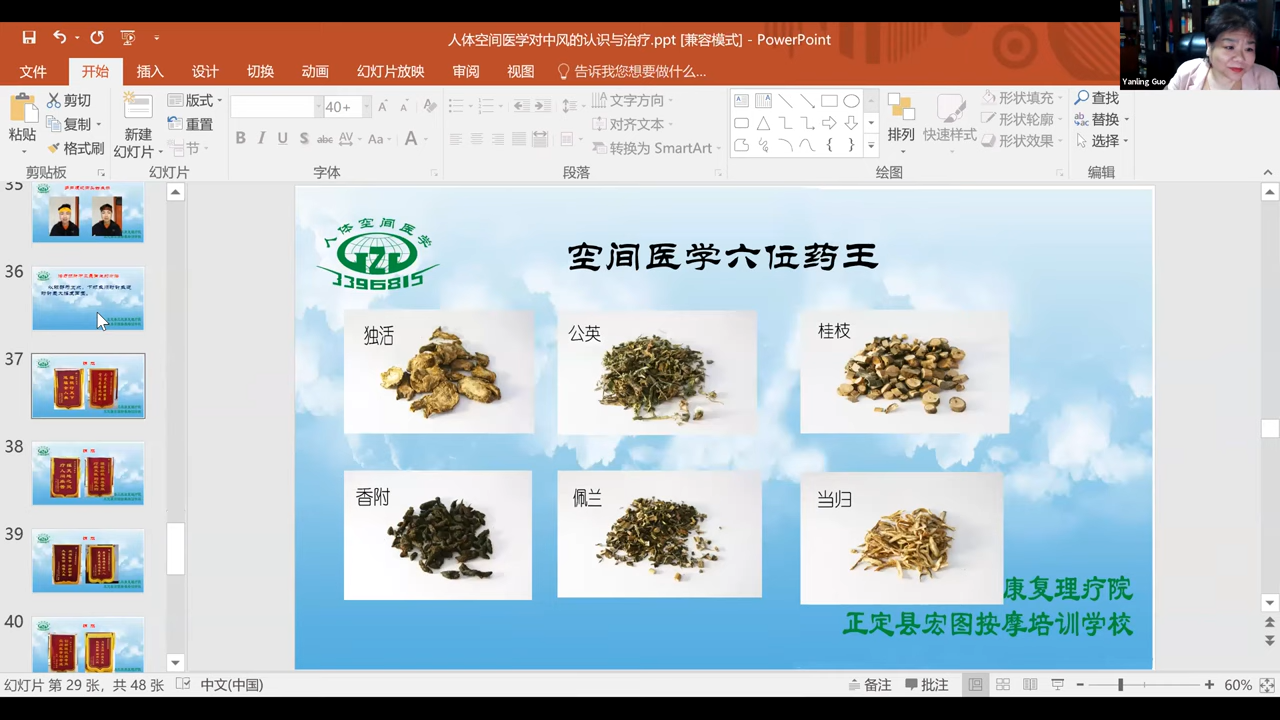 人体空间医学对中风的认识与治疗.ppt [兼容模式] - PowerPoint
Yanling Guo
文件 开始 插入 设计 切换 动画 幻灯片放映 审阅 视图 告诉我您想要做什么...
粘贴 剪切 复制 格式刷 剪贴板
新建幻灯片 版式 重置 节 幻灯片
40+ B I U S abc AV Aa A 字体
文字方向 对齐文本 转换为 SmartArt 段落
排列 快速样式 形状填充 形状轮廓 形状效果 绘图
查找 替换 选择 编辑
35
36
37
38
39
40
人体空间医学
3396815
空间医学六位药王
独活 公英 桂枝
香附 佩兰 当归
康复理疗院
正定县宏图按摩培训学校
幻灯片 第 29 张，共 48 张 中文(中国) 备注 批注 60%